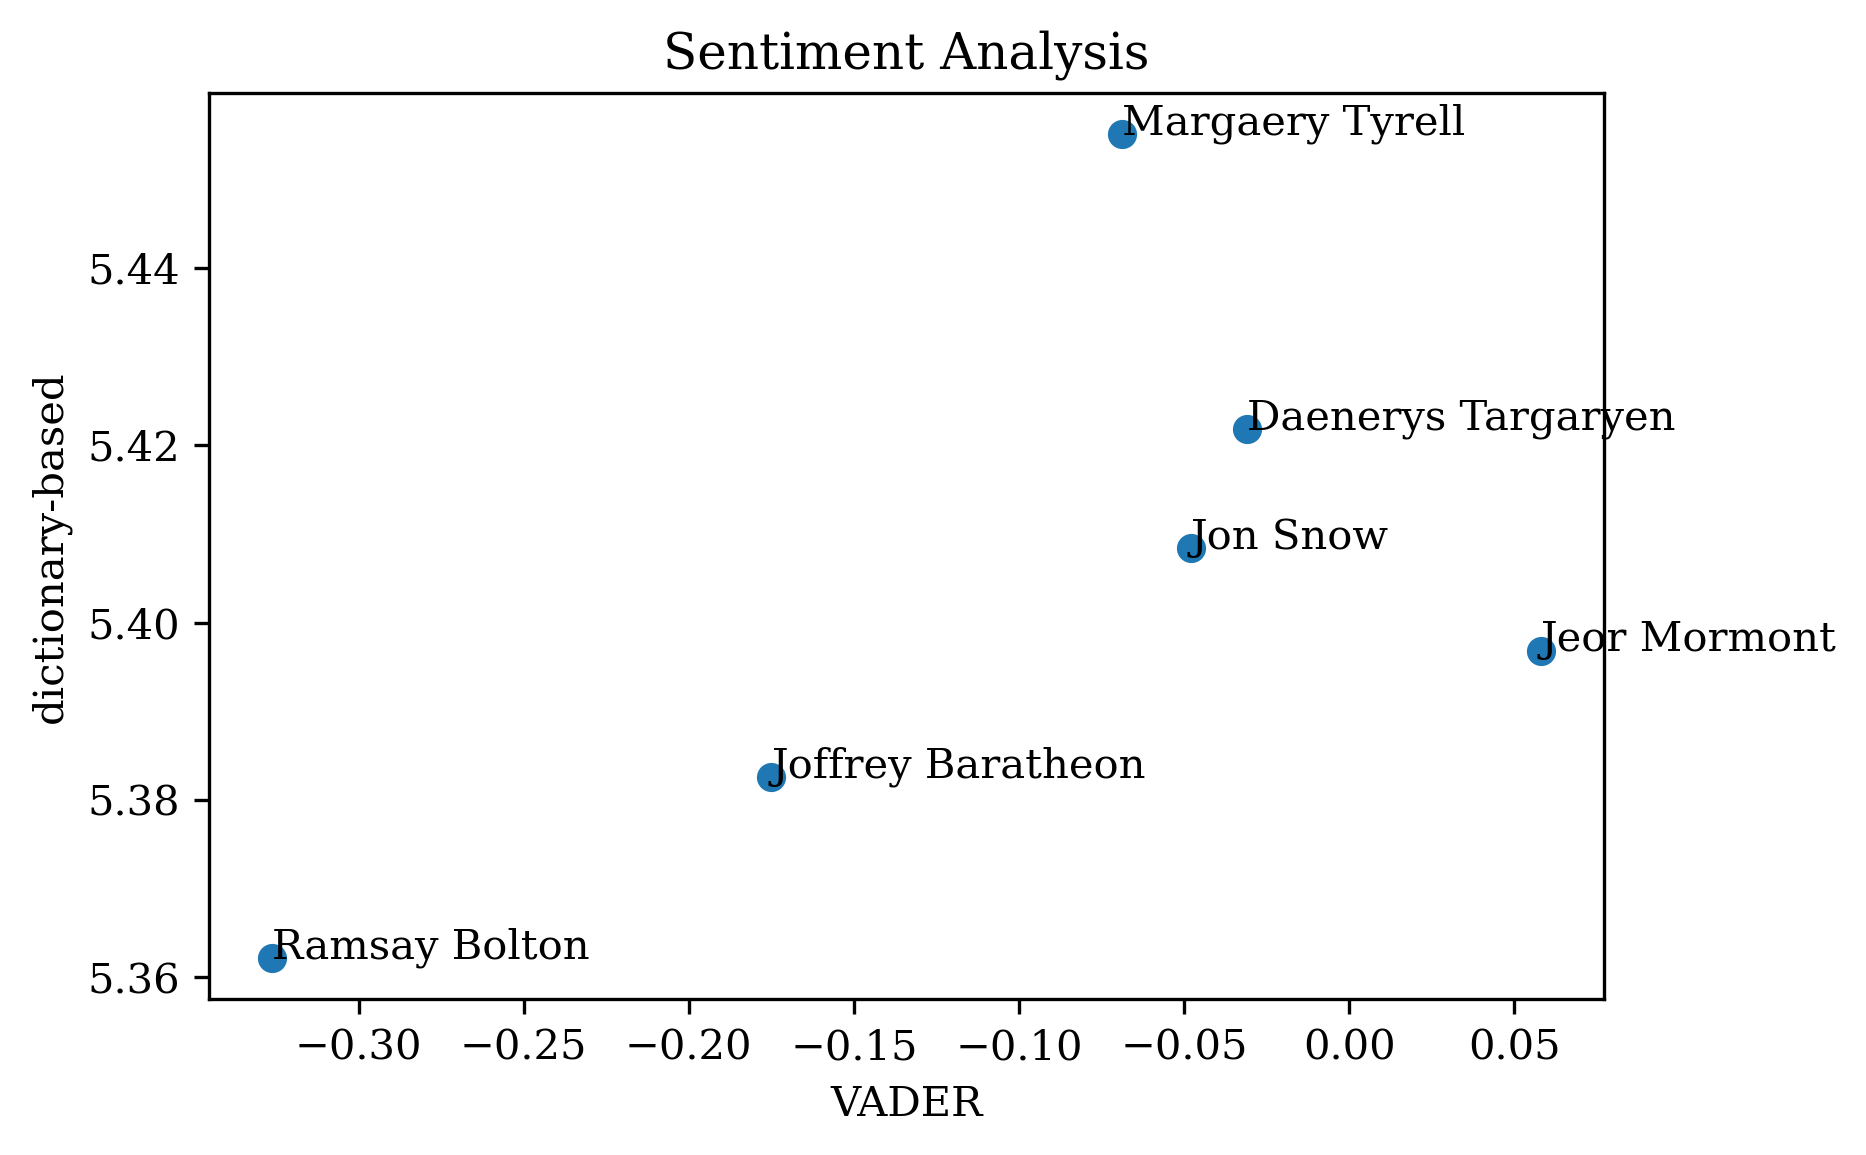 Sentiment Analysis
Margaery Tyrell
5.44
Daenerys Targaryen
5.42
Jon Snow
5.40
Jeor Mormont
dictionary-based
Joffrey Baratheon
5.38
Ramsay Bolton
5.36
−0.30 −0.25 −0.20 −0.15 −0.10 −0.05 0.00 0.05
VADER